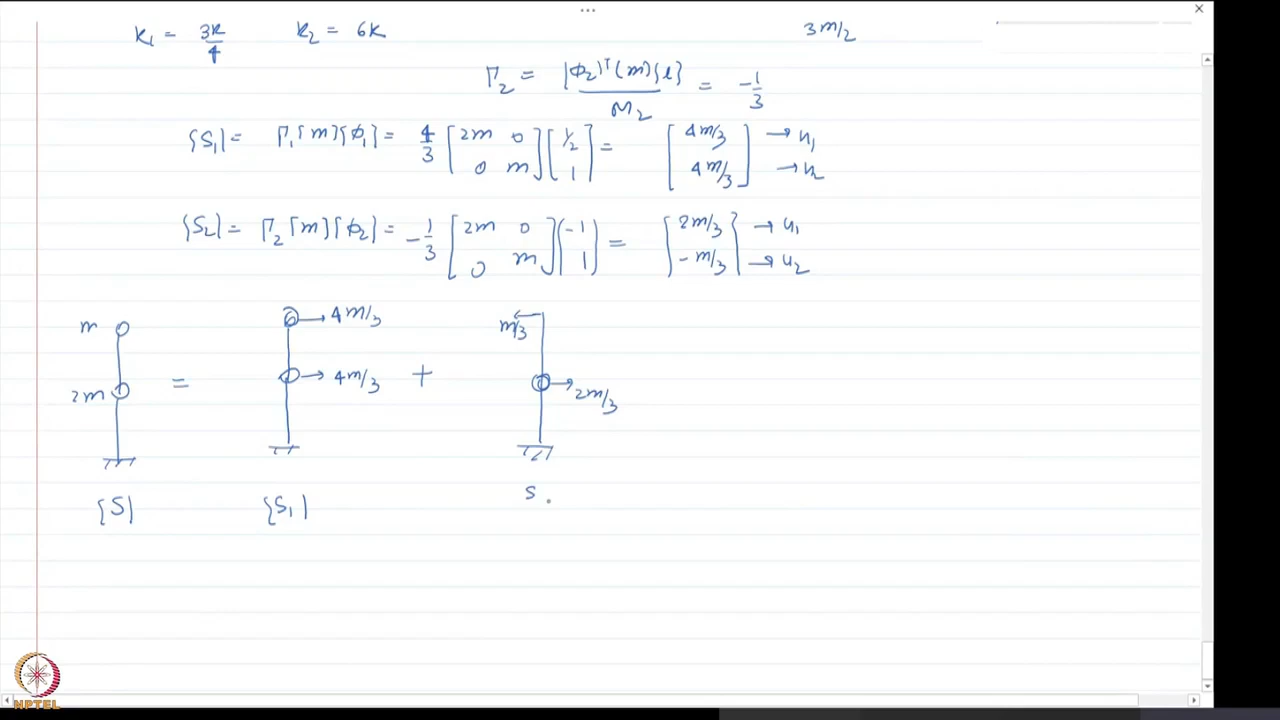 k₁ = 3k/4 k₂ = 6k 3m/2
Γ₂ = {φ₂}ᵀ[m]{l} / M₂ = -1/3
{S₁} = Γ₁[m]{φ₁} = 4/3 [2m 0; 0 m] [1/2; 1] = [4m/3; 4m/3] → u₁ → u₂
{S₂} = Γ₂[m]{φ₂} = -1/3 [2m 0; 0 m] {-1; 1} = [2m/3; -m/3] → u₁ → u₂
m → 4m/3 m/3
2m = → 4m/3 + → 2m/3
{S} {S₁} S
NPTEL